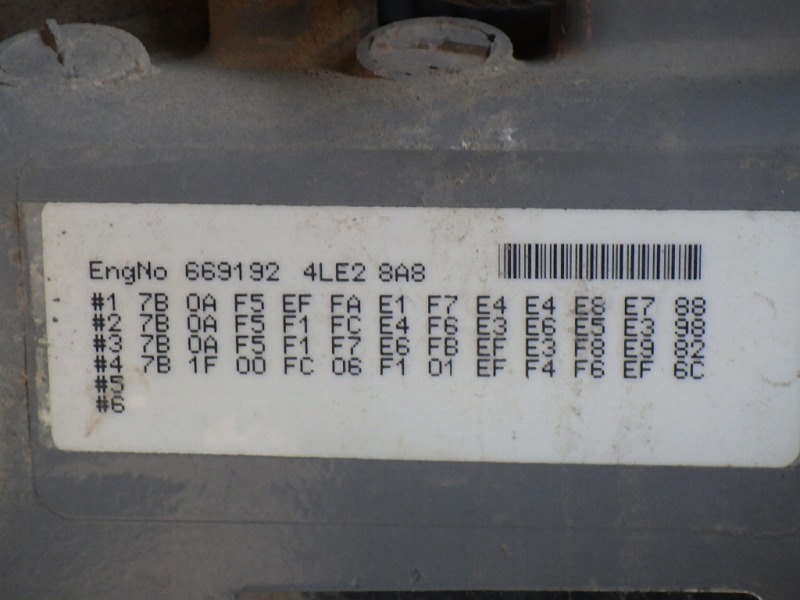 EngNo 669192 4LE2 8A8
#1 7B 0A F5 EF FA E1 F7 E4 E4 E8 E7 88
#2 7B 0A F5 F1 FC E4 F6 E3 E6 E5 E3 98
#3 7B 0A F5 F1 F7 E6 FB EF E3 F8 E9 82
#4 7B 1F 00 FC 06 F1 01 EF F4 F6 EF 6C
#5
#6